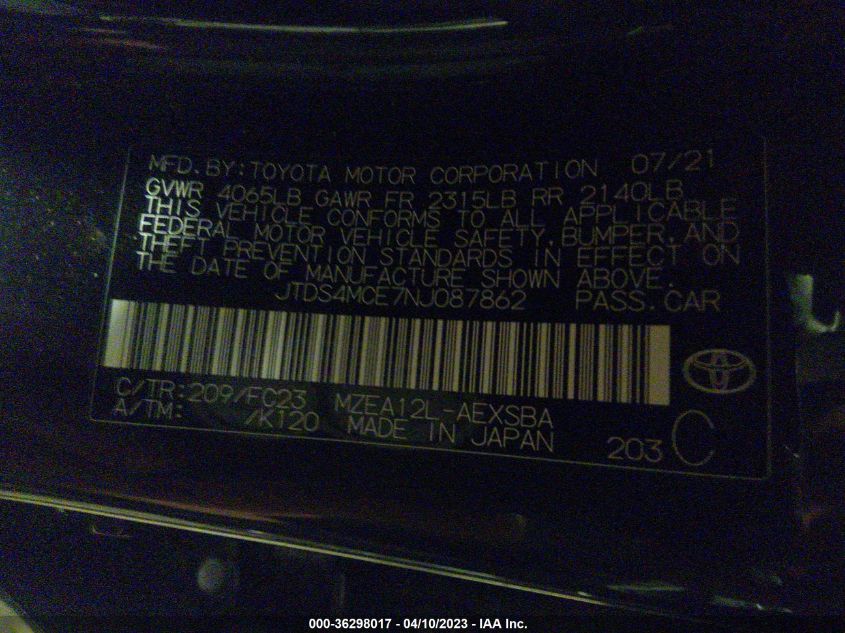 MFD.BY:TOYOTA MOTOR CORPORATION 07/21
GVWR 4065LB GAWR FR 2315LB RR 2140LB
THIS VEHICLE CONFORMS TO ALL APPLICABLE
FEDERAL MOTOR VEHICLE SAFETY,BUMPER,AND
THEFT PREVENTION STANDARDS IN EFFECT ON
THE DATE OF MANUFACTURE SHOWN ABOVE.
JTDS4MCE7NJ087862 PASS.CAR
C/TR:209/FC23 MZEA12L-AEXSBA
A/TM: /KT20 MADE IN JAPAN 203 C
000-36298017 - 04/10/2023 - IAA Inc.